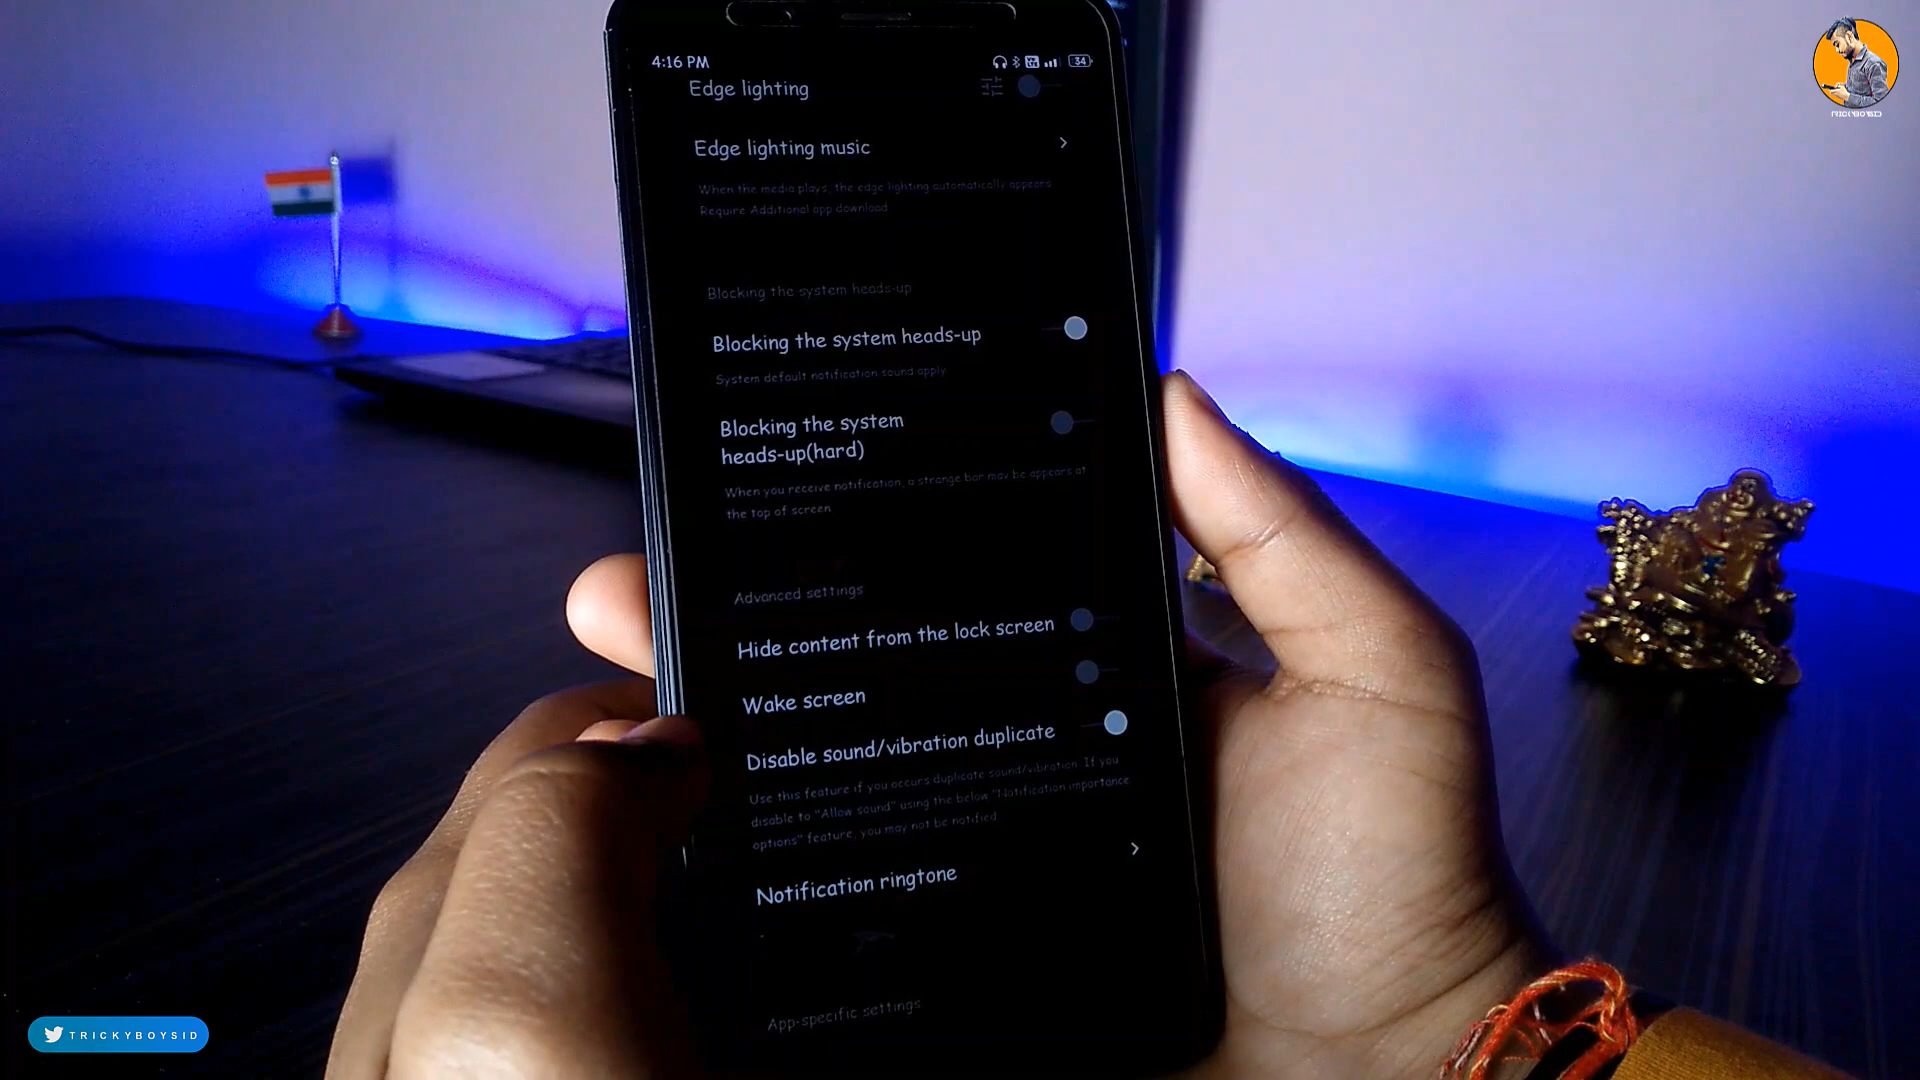 4:16 PM
34
Edge lighting
Edge lighting music
When the media plays, the edge lighting automatically appears
Require Additional app download
Blocking the system heads-up
Blocking the system heads-up
System default notification sound apply
Blocking the system
heads-up(hard)
When you receive notification, a strange bar may be appears at
the top of screen
Advanced settings
Hide content from the lock screen
Wake screen
Disable sound/vibration duplicate
Use this feature if you occurs duplicate sound/vibration. If you
disable to "Allow sound" using the below "Notification importance
options" feature, you may not be notified
Notification ringtone
App-specific settings
TRICKYBOYSID
TRICKYBOYSID